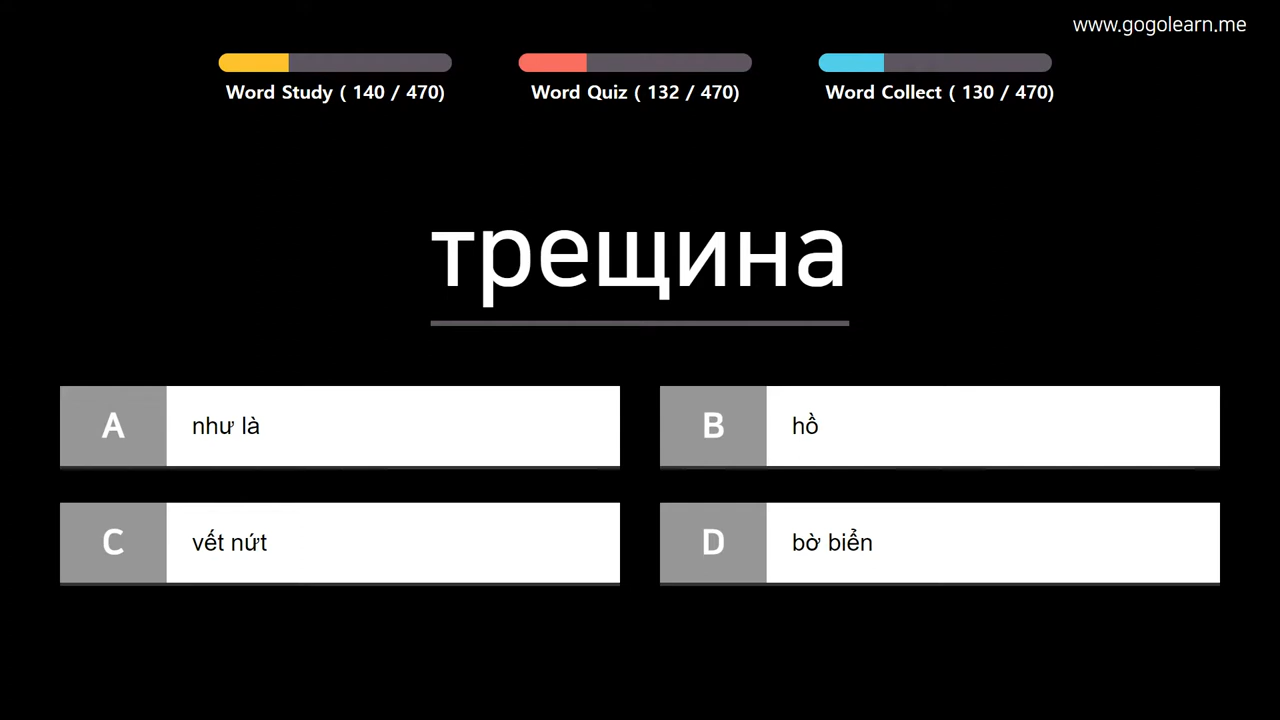 www.gogolearn.me
Word Study ( 140 / 470)
Word Quiz ( 132 / 470)
Word Collect ( 130 / 470)
трещина
A như là
B hồ
C vết nứt
D bờ biển